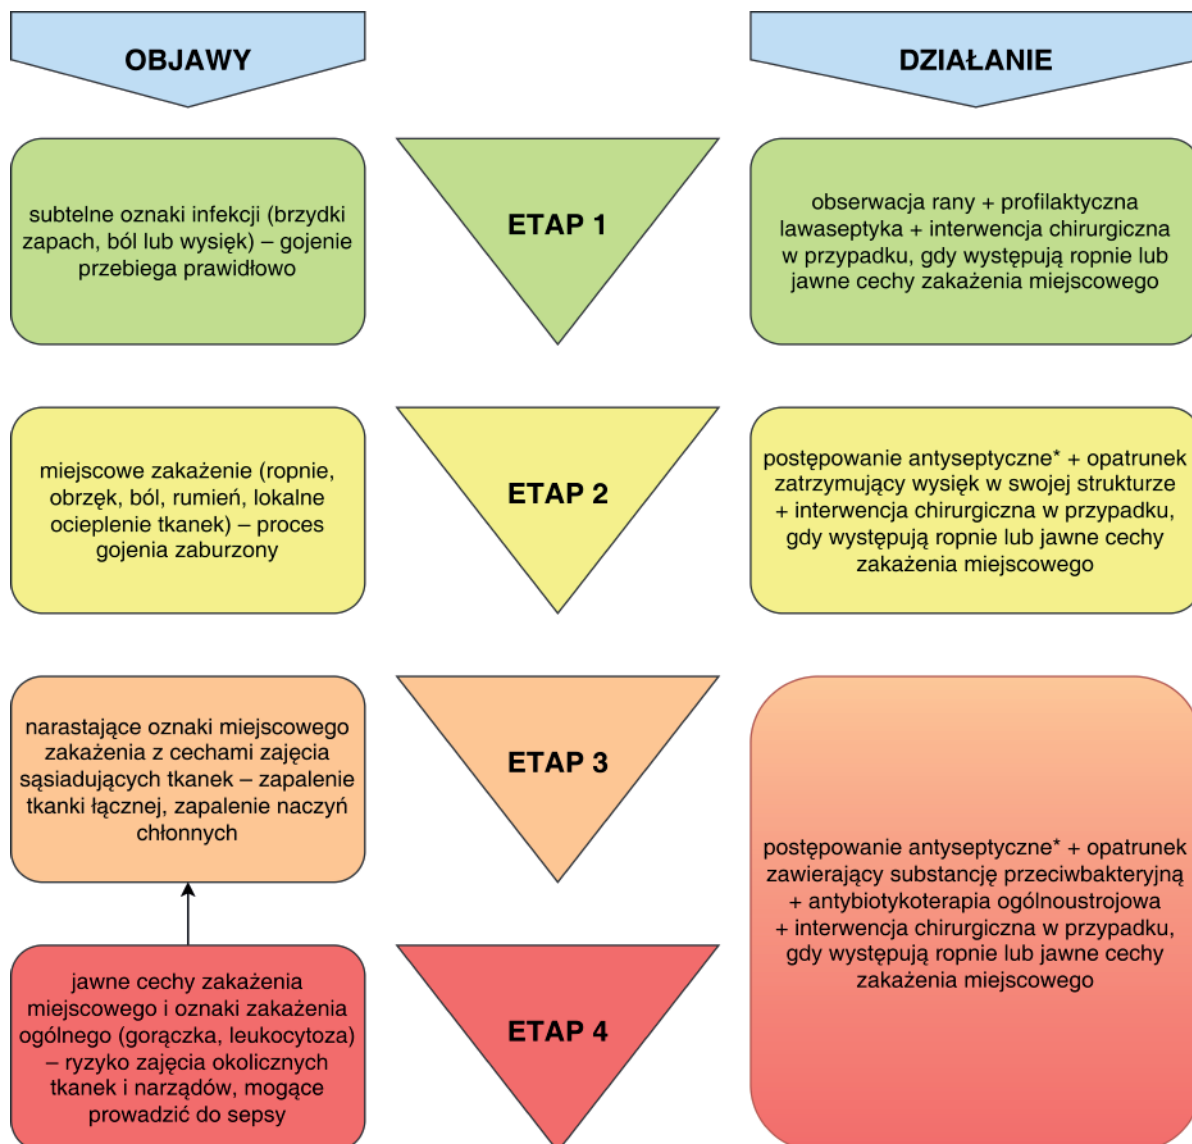 OBJAWY
DZIAŁANIE
subtelne oznaki infekcji (brzydki
zapach, ból lub wysięk) – gojenie
przebiega prawidłowo
ETAP 1
obserwacja rany + profilaktyczna
lawaseptyka + interwencja chirurgiczna
w przypadku, gdy występują ropnie lub
jawne cechy zakażenia miejscowego
miejscowe zakażenie (ropnie,
obrzęk, ból, rumień, lokalne
ocieplenie tkanek) – proces
gojenia zaburzony
ETAP 2
postępowanie antyseptyczne* + opatrunek
zatrzymujący wysięk w swojej strukturze
+ interwencja chirurgiczna w przypadku,
gdy występują ropnie lub jawne cechy
zakażenia miejscowego
narastające oznaki miejscowego
zakażenia z cechami zajęcia
sąsiadujących tkanek – zapalenie
tkanki łącznej, zapalenie naczyń
chłonnych
ETAP 3
postępowanie antyseptyczne* + opatrunek
zawierający substancję przeciwbakteryjną
+ antybiotykoterapia ogólnoustrojowa
+ interwencja chirurgiczna w przypadku,
gdy występują ropnie lub jawne cechy
zakażenia miejscowego
jawne cechy zakażenia
miejscowego i oznaki zakażenia
ogólnego (gorączka, leukocytoza)
– ryzyko zajęcia okolicznych
tkanek i narządów, mogące
prowadzić do sepsy
ETAP 4